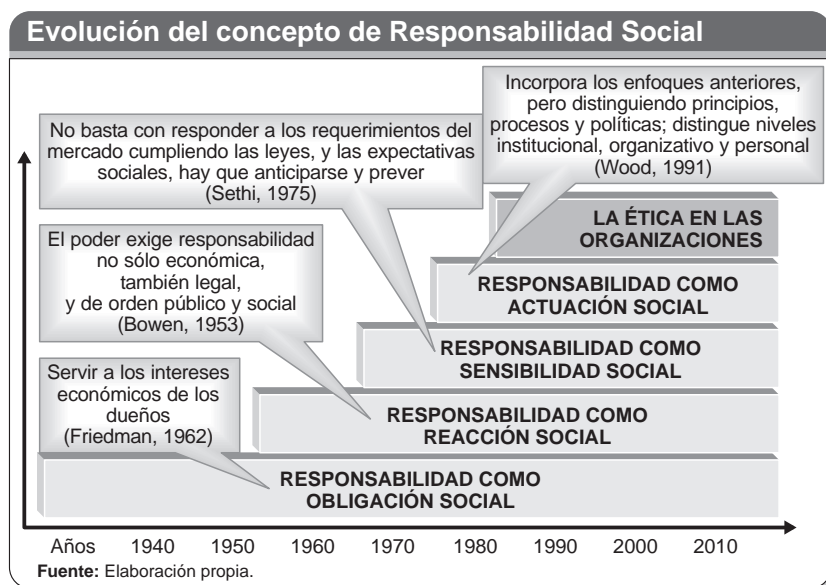 Evolución del concepto de Responsabilidad Social
Incorpora los enfoques anteriores,
pero distinguiendo principios,
procesos y políticas; distingue niveles
institucional, organizativo y personal
(Wood, 1991)
No basta con responder a los requerimientos del
mercado cumpliendo las leyes, y las expectativas
sociales, hay que anticiparse y prever
(Sethi, 1975)
El poder exige responsabilidad
no sólo económica,
también legal,
y de orden público y social
(Bowen, 1953)
Servir a los intereses
económicos de los
dueños
(Friedman, 1962)
LA ÉTICA EN LAS
ORGANIZACIONES
RESPONSABILIDAD COMO
ACTUACIÓN SOCIAL
RESPONSABILIDAD COMO
SENSIBILIDAD SOCIAL
RESPONSABILIDAD COMO
REACCIÓN SOCIAL
RESPONSABILIDAD COMO
OBLIGACIÓN SOCIAL
Años 1940 1950 1960 1970 1980 1990 2000 2010
Fuente: Elaboración propia.